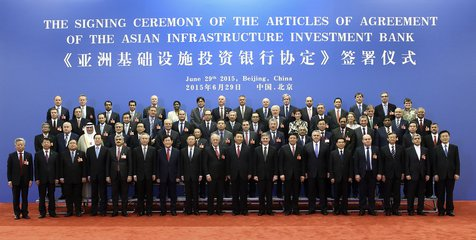 THE SIGNING CEREMONY OF THE ARTICLES OF AGREEMENT
OF THE ASIAN INFRASTRUCTURE INVESTMENT BANK
《亚洲基础设施投资银行协定》签署仪式
June 29th 2015, Beijing, China
2015年6月29日 中国·北京